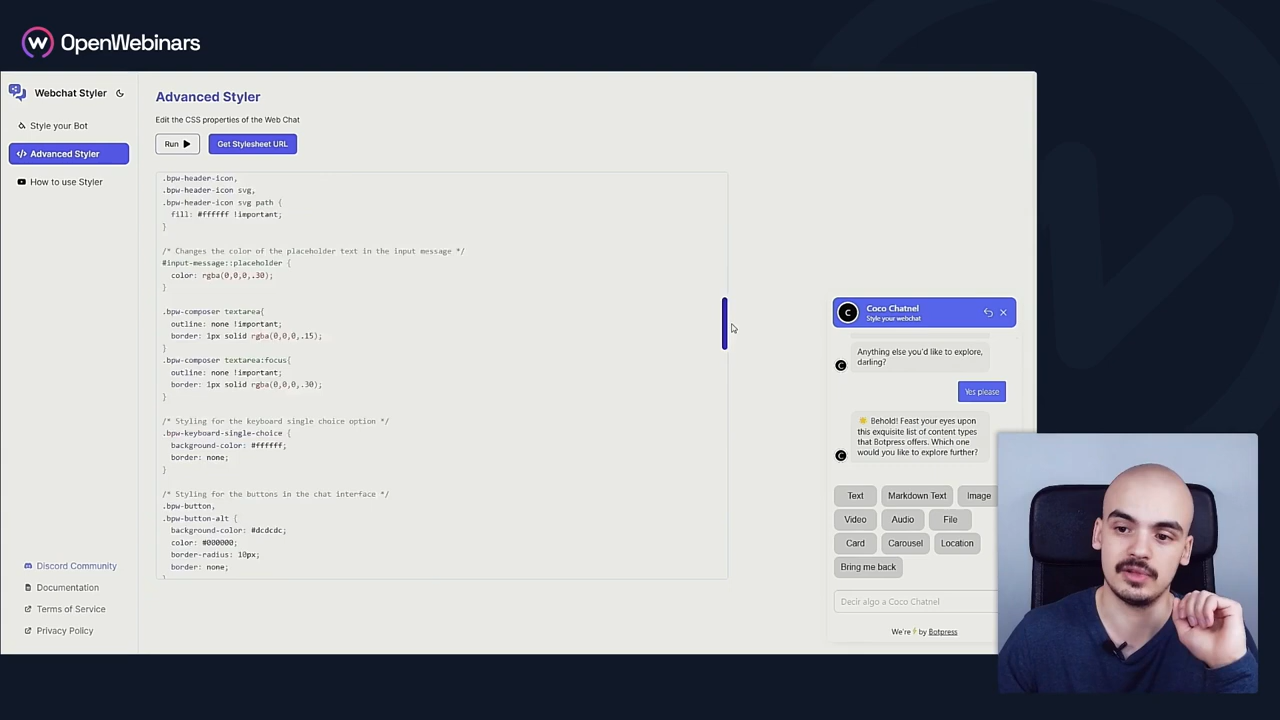 OpenWebinars
Webchat Styler
Style your Bot
Advanced Styler
How to use Styler
Discord Community
Documentation
Terms of Service
Privacy Policy
Advanced Styler
Edit the CSS properties of the Web Chat
Run
Get Stylesheet URL
.bpw-header-icon,
.bpw-header-icon svg,
.bpw-header-icon svg path {
fill: #ffffff !important;
}
/* Changes the color of the placeholder text in the input message */
#input-message::placeholder {
color: rgba(0,0,0,.30);
}
.bpw-composer textarea{
outline: none !important;
border: 1px solid rgba(0,0,0,.15);
}
.bpw-composer textarea:focus{
outline: none !important;
border: 1px solid rgba(0,0,0,.30);
}
/* Styling for the keyboard single choice option */
.bpw-keyboard-single-choice {
background-color: #ffffff;
border: none;
}
/* Styling for the buttons in the chat interface */
.bpw-button,
.bpw-button-alt {
background-color: #dcdcdc;
color: #000000;
border-radius: 10px;
border: none;
}
C
Coco Chatnel
Style your webchat
Anything else you'd like to explore,
darling?
C
Yes please
Behold! Feast your eyes upon
this exquisite list of content types
that Botpress offers. Which one
would you like to explore further?
C
Text
Markdown Text
Image
Video
Audio
File
Card
Carousel
Location
Bring me back
Decir algo a Coco Chatnel
We're⚡by Botpress